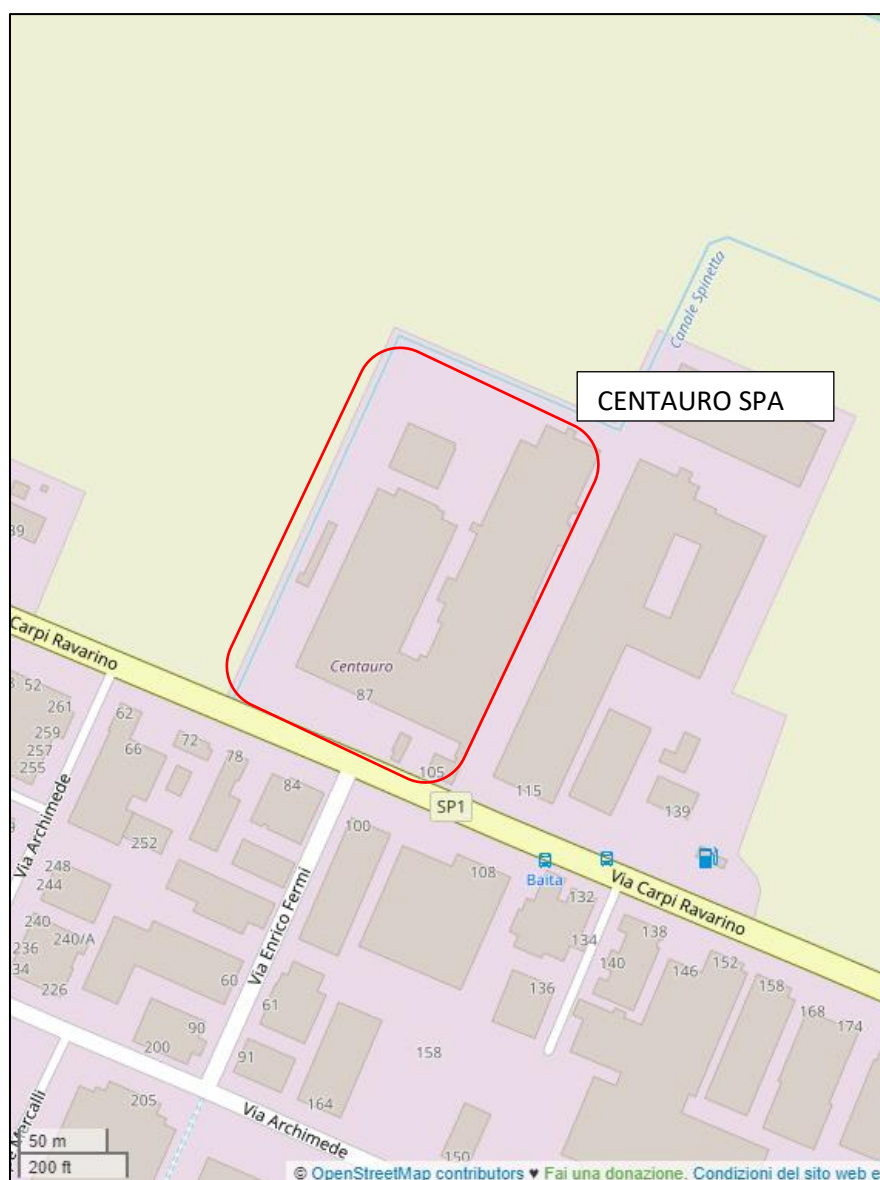 Canale Spinetta
CENTAURO SPA
39
Carpi Ravarino
Centauro
87
52
261
259
257
255
62
66
72
78
84
105
SP1
115
139
Via Archimede
252
100
108
Baita
Via Carpi Ravarino
248
244
132
134
138
140
146
152
158
168
174
240
240/A
236
34
226
Via Enrico Fermi
60
61
136
90
200
91
158
164
205
Via Archimede
150
Mercalli
50 m
200 ft
© OpenStreetMap contributors ♥ Fai una donazione. Condizioni del sito web e